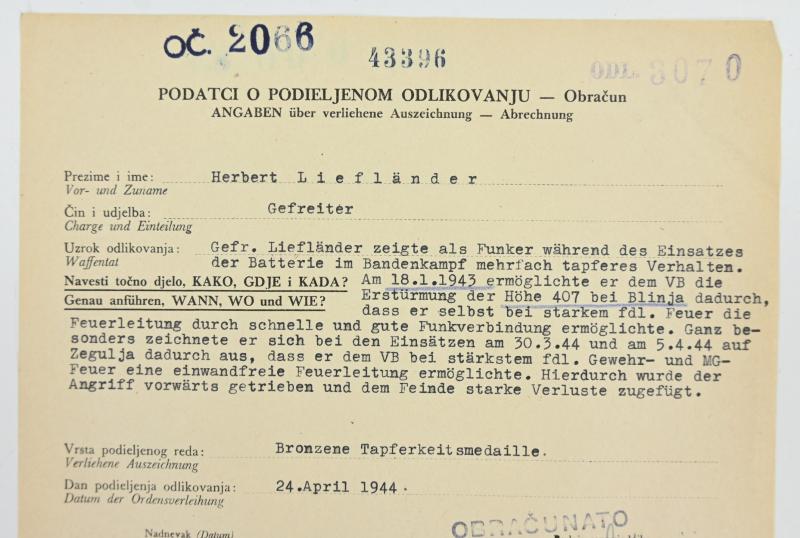 OČ. 2066
43396
ODL. 3070
PODATCI O PODIELJENOM ODLIKOVANJU — Obračun
ANGABEN über verliehene Auszeichnung — Abrechnung
Prezime i ime: Herbert Liefländer
Vor- und Zuname
Čin i udjelba: Gefreiter
Charge und Einteilung
Uzrok odlikovanja: Gefr. Liefländer zeigte als Funker während des Einsatzes
Waffentat der Batterie im Bandenkampf mehrfach tapferes Verhalten.
Navesti točno djelo, KAKO, GDJE i KADA? Am 18.1.1943 ermöglichte er dem VB die
Genau anführen, WANN, WO und WIE? Erstürmung der Höhe 407 bei Blinja dadurch,
dass er selbst bei starkem fdl. Feuer die
Feuerleitung durch schnelle und gute Funkverbindung ermöglichte. Ganz be-
sonders zeichnete er sich bei den Einsätzen am 30.3.44 und am 5.4.44 auf
Zegulja dadurch aus, dass er dem VB bei stärkstem fdl. Gewehr- und MG-
Feuer eine einwandfreie Feuerleitung ermöglichte. Hierdurch wurde der
Angriff vorwärts getrieben und dem Feinde starke Verluste zugefügt.
Vrsta podieljenog reda: Bronzene Tapferkeitsmedaille.
Verliehene Auszeichnung
Dan podieljenja odlikovanja: 24.April 1944.
Datum der Ordensverleihung
Nadnevak (Datum)
OBRAČUNATO